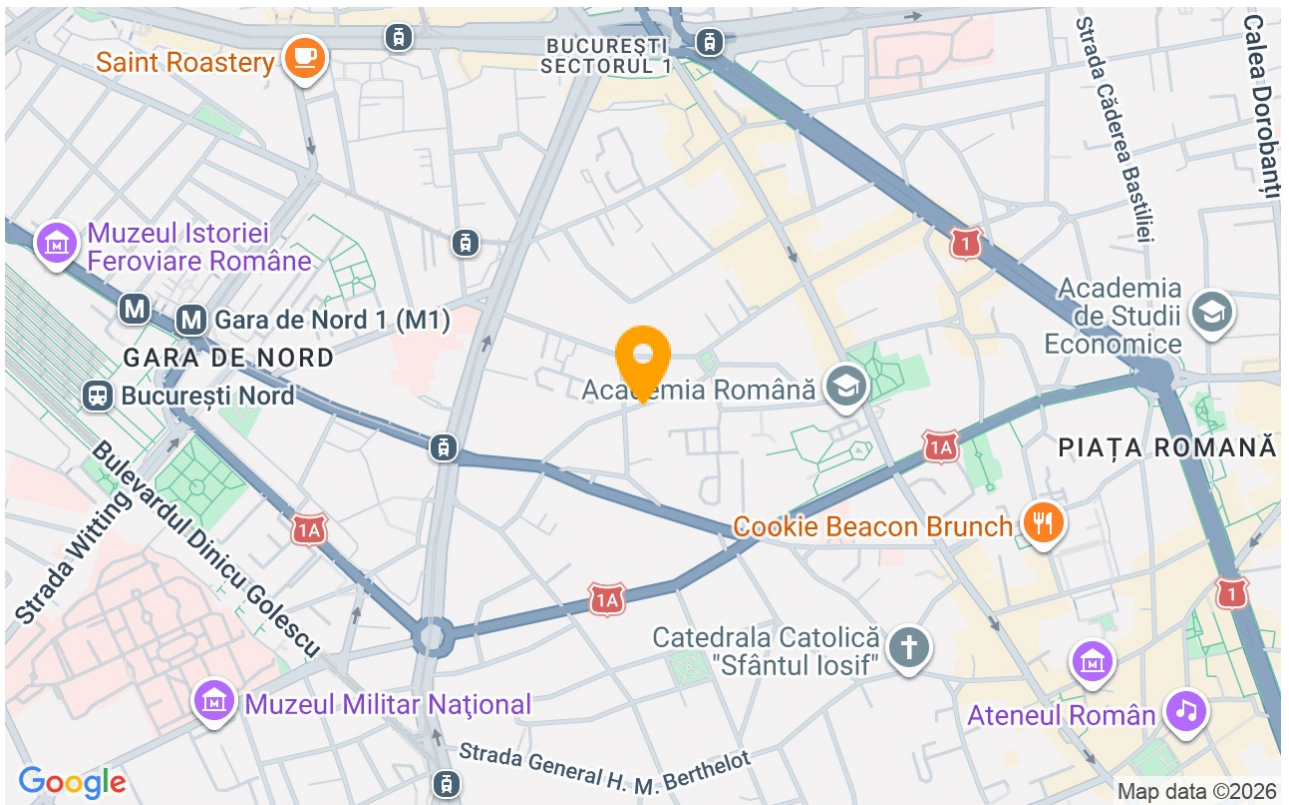 Saint Roastery
BUCUREȘTI
SECTORUL 1
Strada Căderea Bastiliei
Calea Dorobanți
Muzeul Istoriei
Feroviare Române
M
M
Gara de Nord 1 (M1)
GARA DE NORD
București Nord
1
Academia
de Studii
Economice
Academia Română
1A
PIAȚA ROMANĂ
Bulevardul Dinicu Golescu
Strada Witting
1A
Cookie Beacon Brunch
1A
1
Catedrala Catolică
"Sfântul Iosif"
Muzeul Militar Naţional
Ateneul Român
Strada General H. M. Berthelot
Google
Map data ©2026